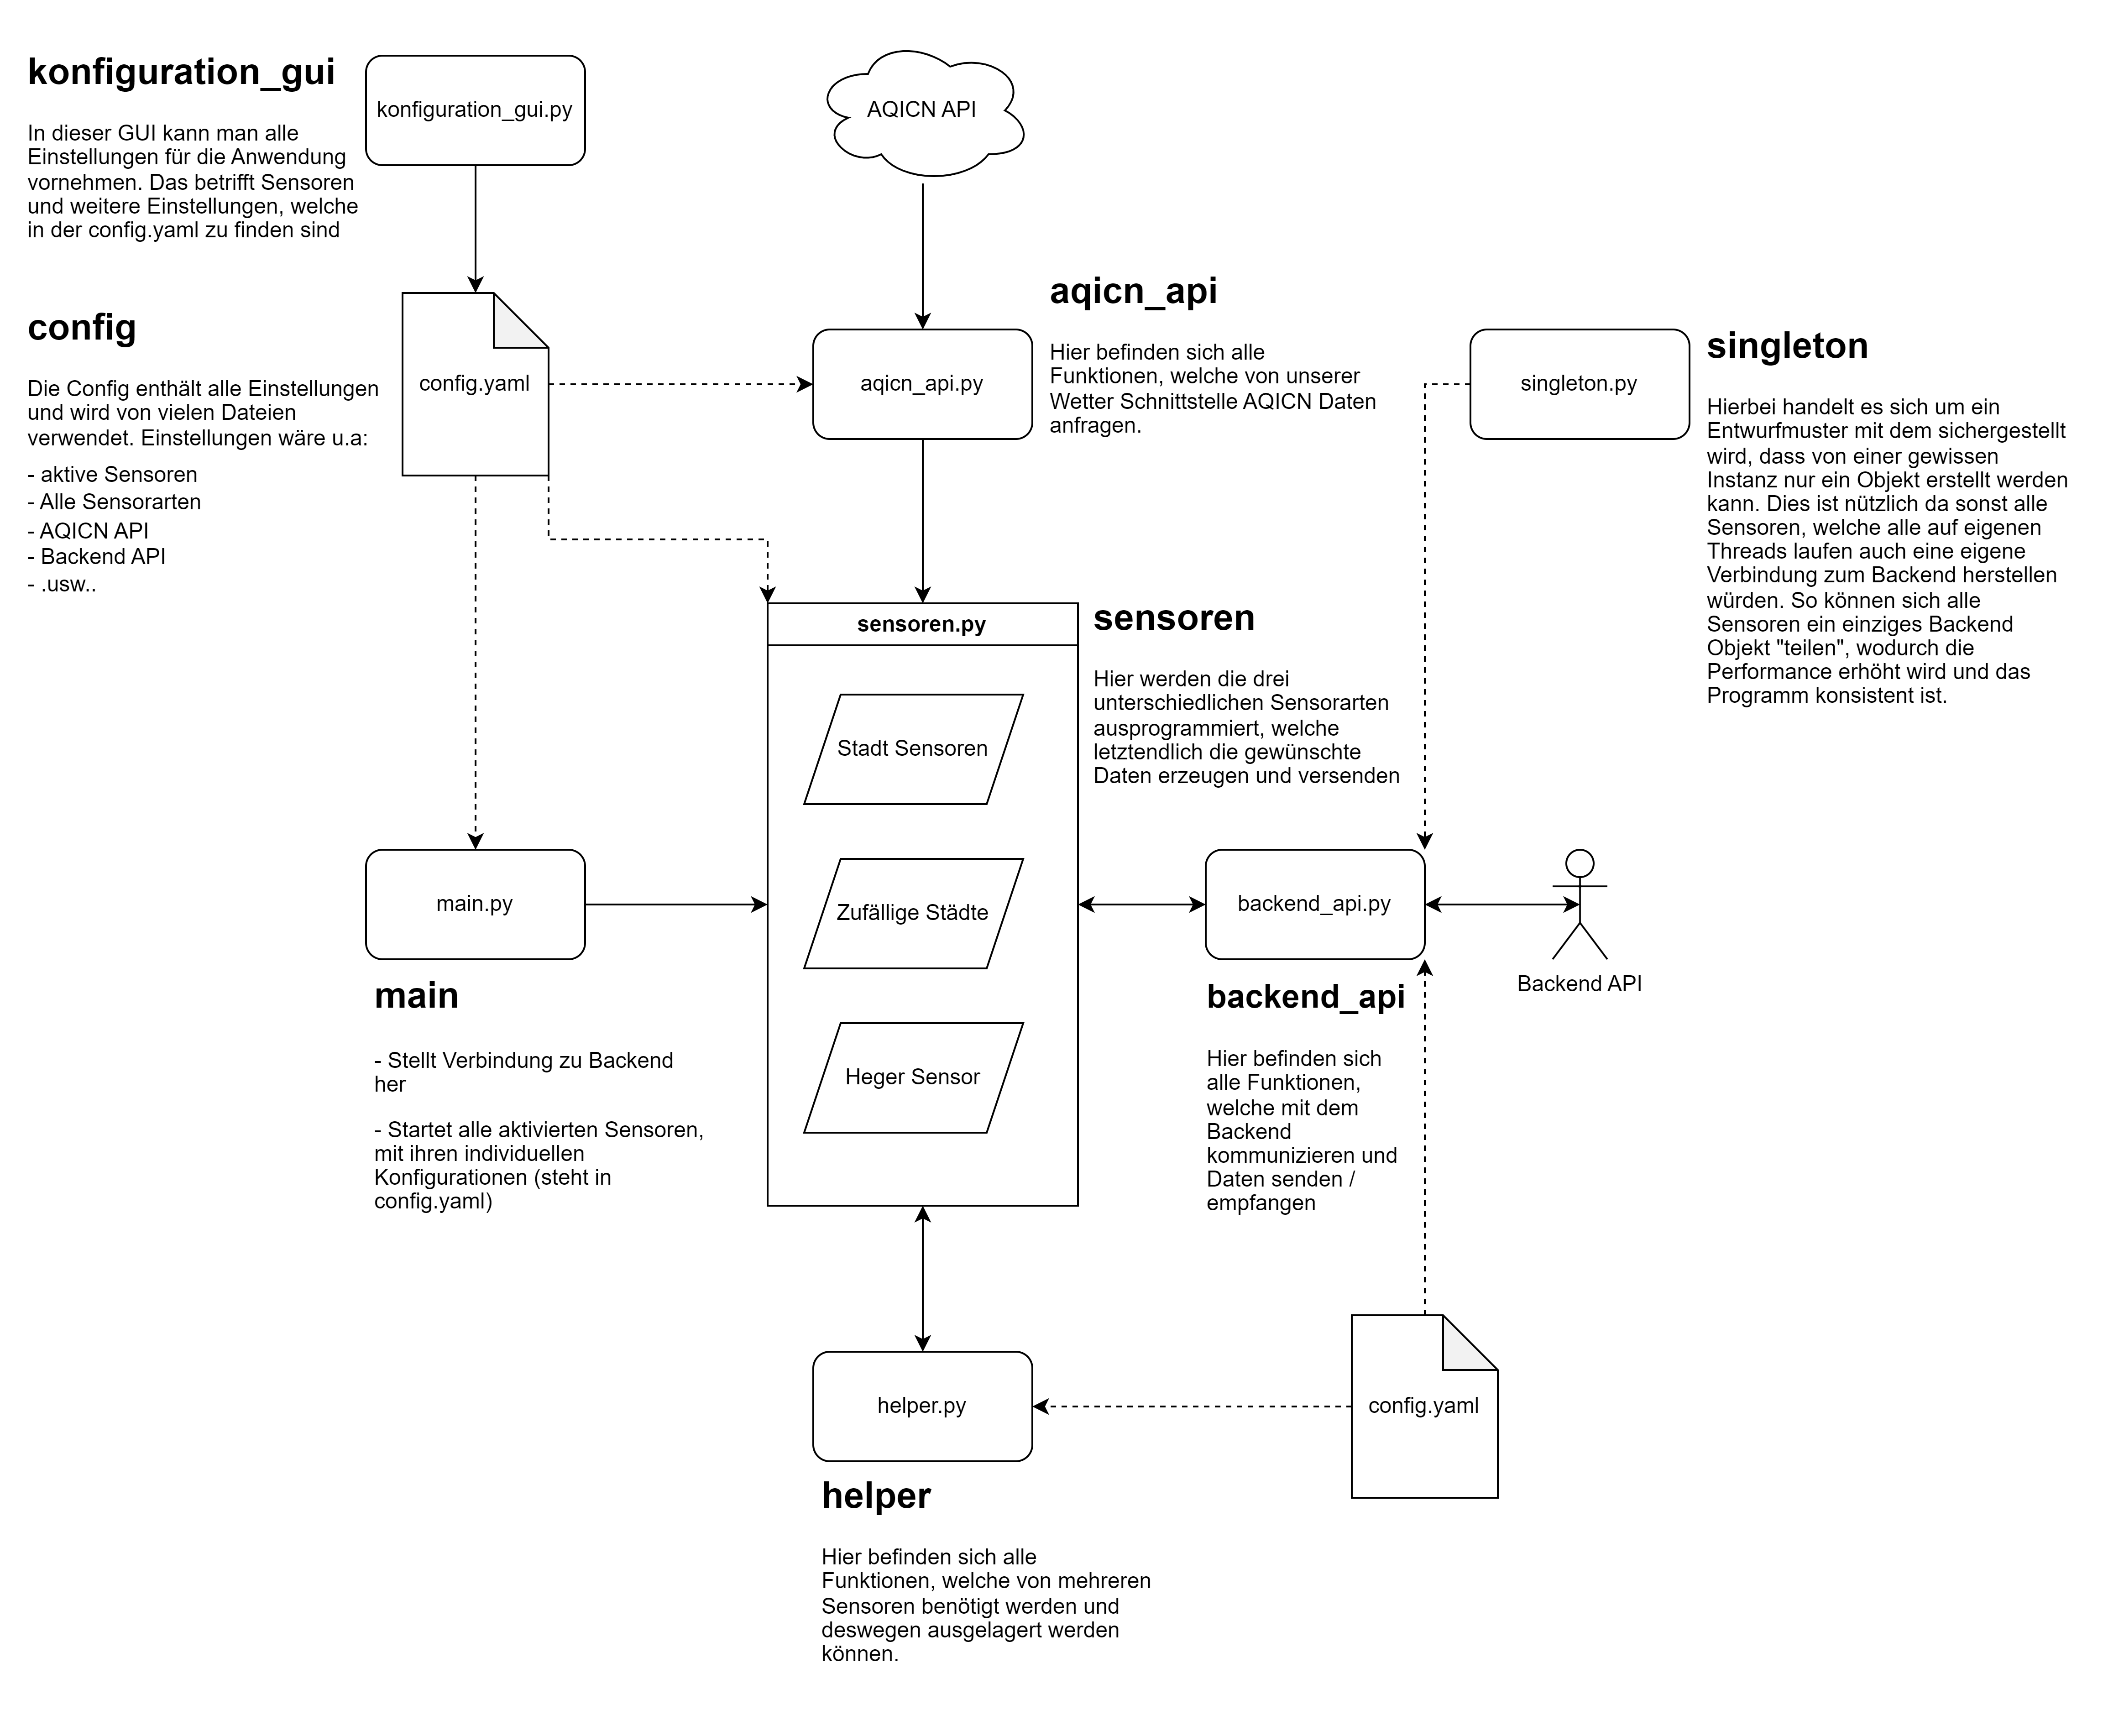 konfiguration_gui
In dieser GUI kann man alle
Einstellungen für die Anwendung
vornehmen. Das betrifft Sensoren
und weitere Einstellungen, welche
in der config.yaml zu finden sind
konfiguration_gui.py
AQICN API
config
Die Config enthält alle Einstellungen
und wird von vielen Dateien
verwendet. Einstellungen wäre u.a:
- aktive Sensoren
- Alle Sensorarten
- AQICN API
- Backend API
- .usw..
config.yaml
aqicn_api.py
aqicn_api
Hier befinden sich alle
Funktionen, welche von unserer
Wetter Schnittstelle AQICN Daten
anfragen.
singleton.py
singleton
Hierbei handelt es sich um ein
Entwurfmuster mit dem sichergestellt
wird, dass von einer gewissen
Instanz nur ein Objekt erstellt werden
kann. Dies ist nützlich da sonst alle
Sensoren, welche alle auf eigenen
Threads laufen auch eine eigene
Verbindung zum Backend herstellen
würden. So können sich alle
Sensoren ein einziges Backend
Objekt "teilen", wodurch die
Performance erhöht wird und das
Programm konsistent ist.
sensoren.py
Stadt Sensoren
Zufällige Städte
Heger Sensor
sensoren
Hier werden die drei
unterschiedlichen Sensorarten
ausprogrammiert, welche
letztendlich die gewünschte
Daten erzeugen und versenden
main.py
main
- Stellt Verbindung zu Backend
her
- Startet alle aktivierten Sensoren,
mit ihren individuellen
Konfigurationen (steht in
config.yaml)
backend_api.py
Backend API
backend_api
Hier befinden sich
alle Funktionen,
welche mit dem
Backend
kommunizieren und
Daten senden /
empfangen
helper.py
config.yaml
helper
Hier befinden sich alle
Funktionen, welche von mehreren
Sensoren benötigt werden und
deswegen ausgelagert werden
können.